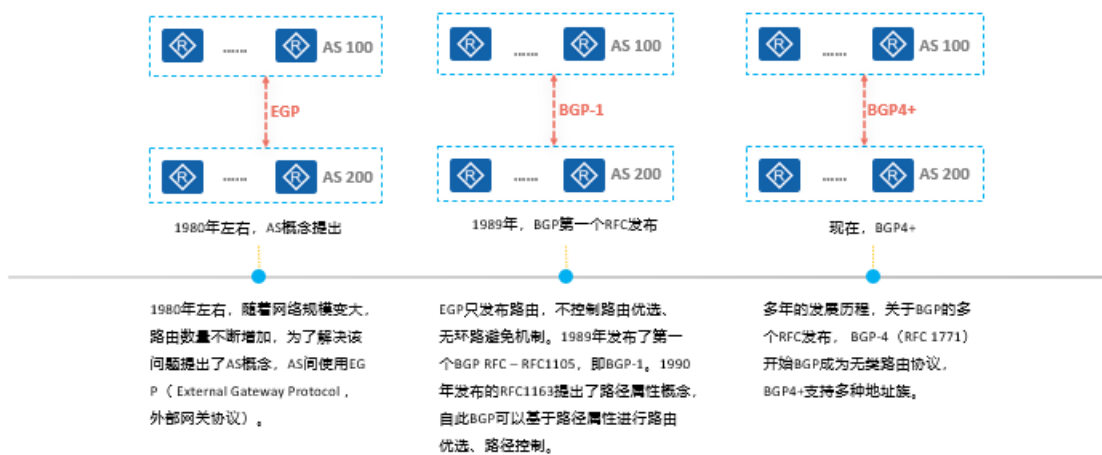 AS 100
EGP
AS 200
1980年左右，AS概念提出
1980年左右，随着网络规模变大，
路由数量不断增加，为了解决该
问题提出了AS概念，AS间使用EG
P（ External Gateway Protocol，
外部网关协议）。
AS 100
BGP-1
AS 200
1989年，BGP第一个RFC发布
EGP只发布路由，不控制路由优选、
无环路避免机制。1989年发布了第一
个BGP RFC – RFC1105，即BGP-1。1990
年发布的RFC1163提出了路径属性概念，
自此BGP可以基于路径属性进行路由
优选、路径控制。
AS 100
BGP4+
AS 200
现在，BGP4+
多年的发展历程，关于BGP的多
个RFC发布， BGP-4（RFC 1771）
开始BGP成为无类路由协议，
BGP4+支持多种地址族。
R ...... R
R ...... R
R ...... R
R ...... R
R ...... R
R ...... R